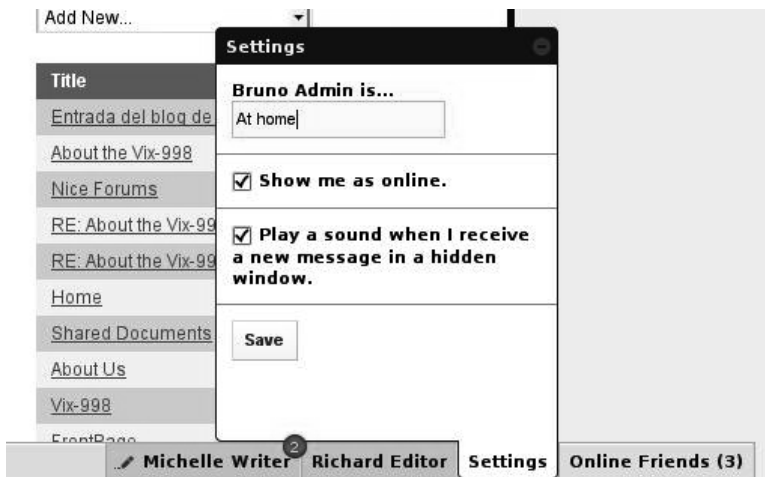 Add New...
Settings
Title
Bruno Admin is...
Entrada del blog de
At home
About the Vix-998
Show me as online.
Nice Forums
RE: About the Vix-99
Play a sound when I receive
a new message in a hidden
window.
RE: About the Vix-99
Home
Shared Documents
Save
About Us
Vix-998
FrontPage
2
Michelle Writer
Richard Editor
Settings
Online Friends (3)